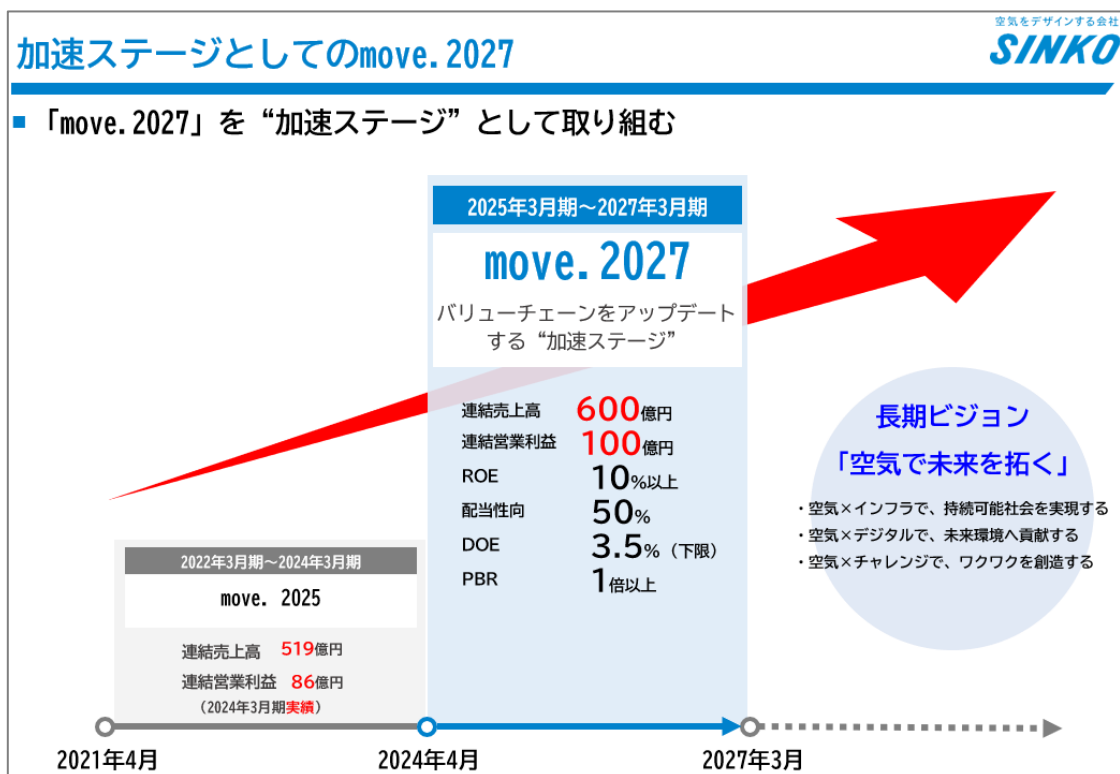 空気をデザインする会社
SINKO
加速ステージとしてのmove.2027
■ 「move.2027」を“加速ステージ”として取り組む
2025年3月期～2027年3月期
move.2027
バリューチェーンをアップデート
する“加速ステージ”
連結売上高 600億円
連結営業利益 100億円
ROE 10%以上
配当性向 50%
DOE 3.5%（下限）
PBR 1倍以上
2022年3月期～2024年3月期
move. 2025
連結売上高 519億円
連結営業利益 86億円
（2024年3月期実績）
長期ビジョン
「空気で未来を拓く」
・空気×インフラで、持続可能社会を実現する
・空気×デジタルで、未来環境へ貢献する
・空気×チャレンジで、ワクワクを創造する
2021年4月
2024年4月
2027年3月